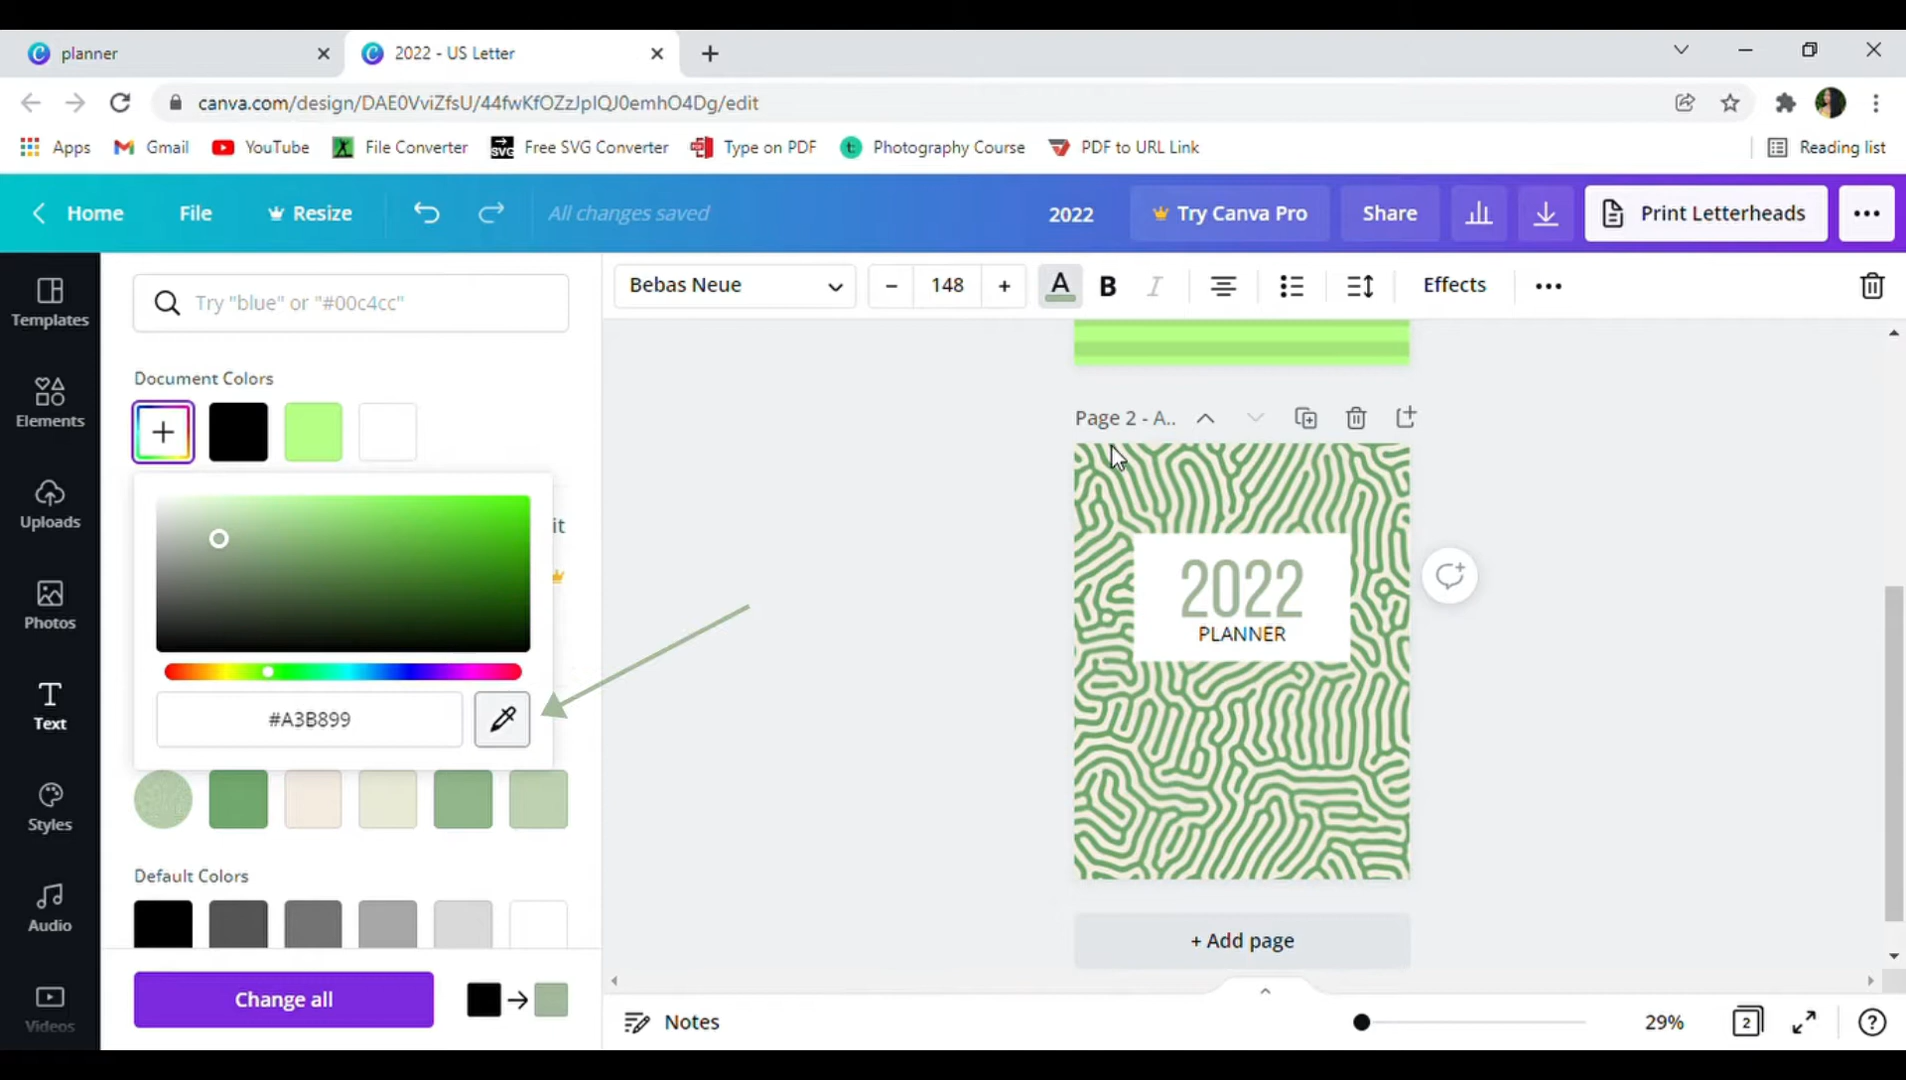 planner
2022 - US Letter
canva.com/design/DAE0VviZfsU/44fwKfOZzJpIQJ0emhO4Dg/edit
Apps
Gmail
YouTube
File Converter
SVG
Free SVG Converter
Type on PDF
t
Photography Course
PDF to URL Link
Reading list
Home
File
Resize
All changes saved
2022
Try Canva Pro
Share
Print Letterheads
Bebas Neue
148
A
B
I
Effects
Templates
Elements
Uploads
Photos
Text
Styles
Audio
Videos
Try "blue" or "#00c4cc"
Document Colors
it
#A3B899
Default Colors
Change all
Page 2 - A..
2022
PLANNER
+ Add page
Notes
29%
2
?